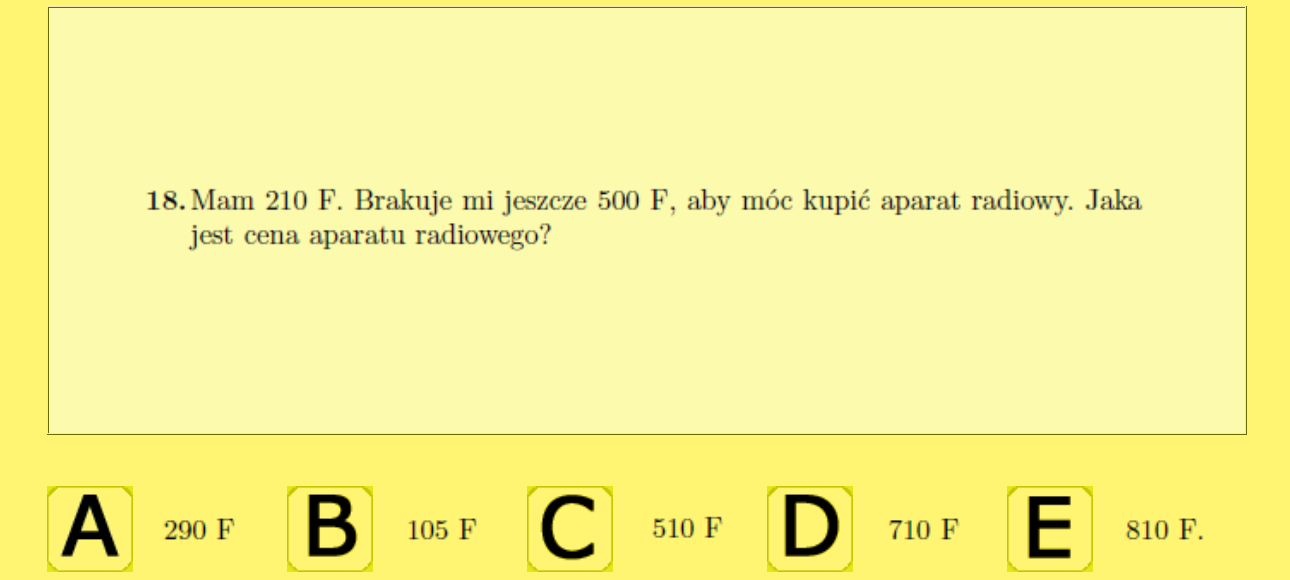 18. Mam 210 F. Brakuje mi jeszcze 500 F, aby móc kupić aparat radiowy. Jaka
jest cena aparatu radiowego?
A 290 F B 105 F C 510 F D 710 F E 810 F.